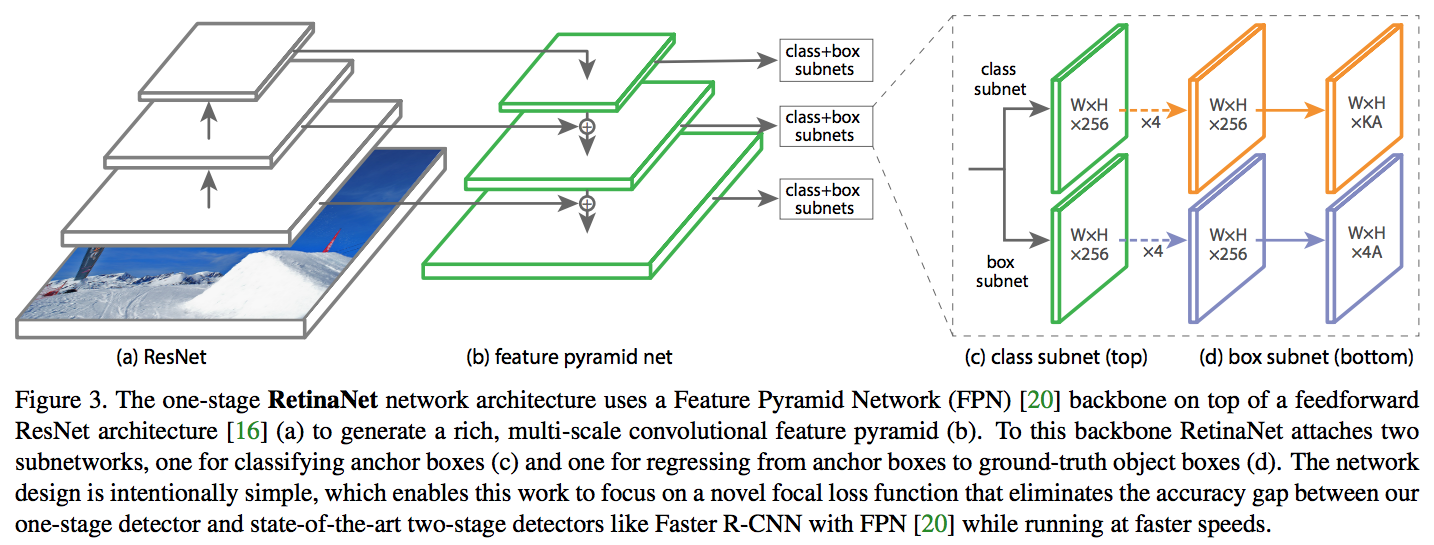 class+box
subnets
class+box
subnets
class+box
subnets
class
subnet
W×H
×256
×4
W×H
×256
W×H
×KA
box
subnet
W×H
×256
×4
W×H
×256
W×H
×4A
(a) ResNet
(b) feature pyramid net
(c) class subnet (top)
(d) box subnet (bottom)
Figure 3. The one-stage RetinaNet network architecture uses a Feature Pyramid Network (FPN) [20] backbone on top of a feedforward
ResNet architecture [16] (a) to generate a rich, multi-scale convolutional feature pyramid (b). To this backbone RetinaNet attaches two
subnetworks, one for classifying anchor boxes (c) and one for regressing from anchor boxes to ground-truth object boxes (d). The network
design is intentionally simple, which enables this work to focus on a novel focal loss function that eliminates the accuracy gap between our
one-stage detector and state-of-the-art two-stage detectors like Faster R-CNN with FPN [20] while running at faster speeds.